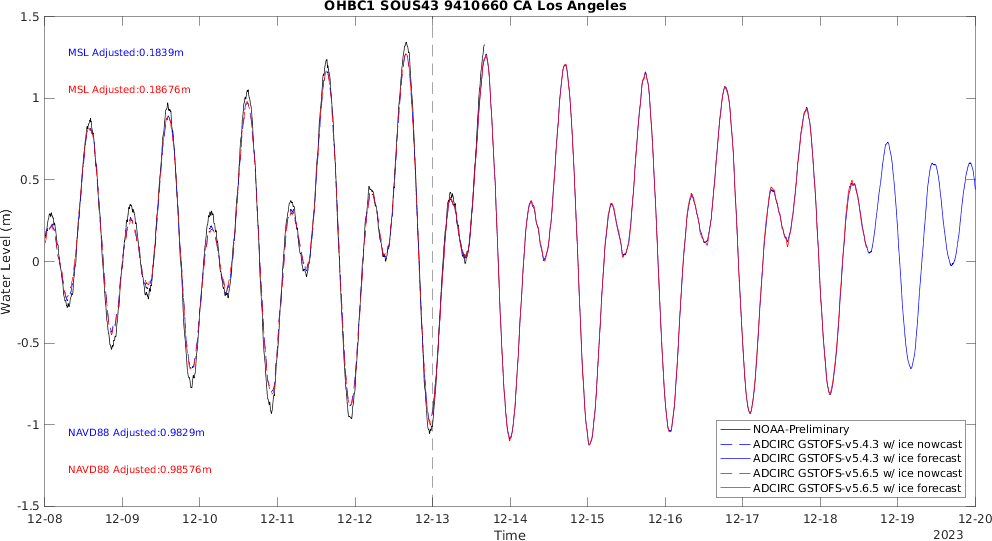 OHBC1 SOUS43 9410660 CA Los Angeles
1.5
1
0.5
0
-0.5
-1
-1.5
Water Level (m)
MSL Adjusted:0.1839m
MSL Adjusted:0.18676m
NAVD88 Adjusted:0.9829m
NAVD88 Adjusted:0.98576m
NOAA-Preliminary
ADCIRC GSTOFS-v5.4.3 w/ ice nowcast
ADCIRC GSTOFS-v5.4.3 w/ ice forecast
ADCIRC GSTOFS-v5.6.5 w/ ice nowcast
ADCIRC GSTOFS-v5.6.5 w/ ice forecast
12-08 12-09 12-10 12-11 12-12 12-13 12-14 12-15 12-16 12-17 12-18 12-19 12-20
Time
2023